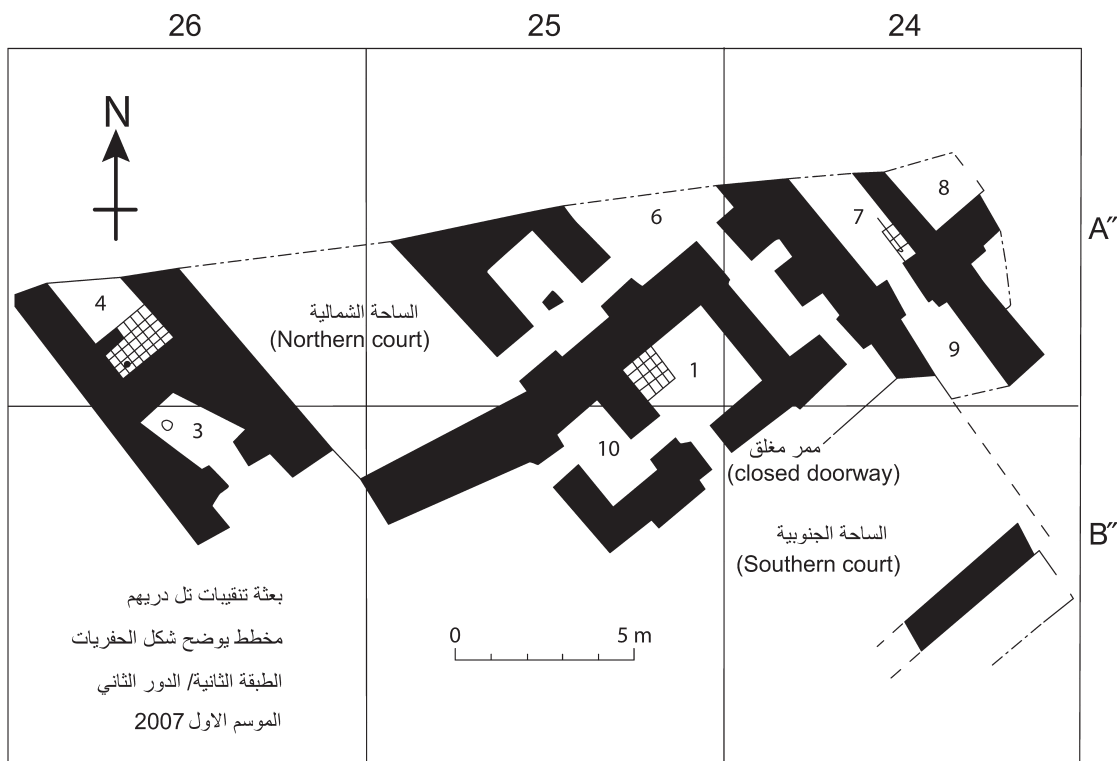 26
25
24
N
A″
8
7
6
4
الساحة الشمالية
(Northern court)
9
1
3
10
ممر مغلق
(closed doorway)
B″
الساحة الجنوبية
(Southern court)
بعثة تنقيبات تل دريهم
مخطط يوضح شكل الحفريات
الطبقة الثانية/ الدور الثاني
الموسم الاول 2007
0
5 m